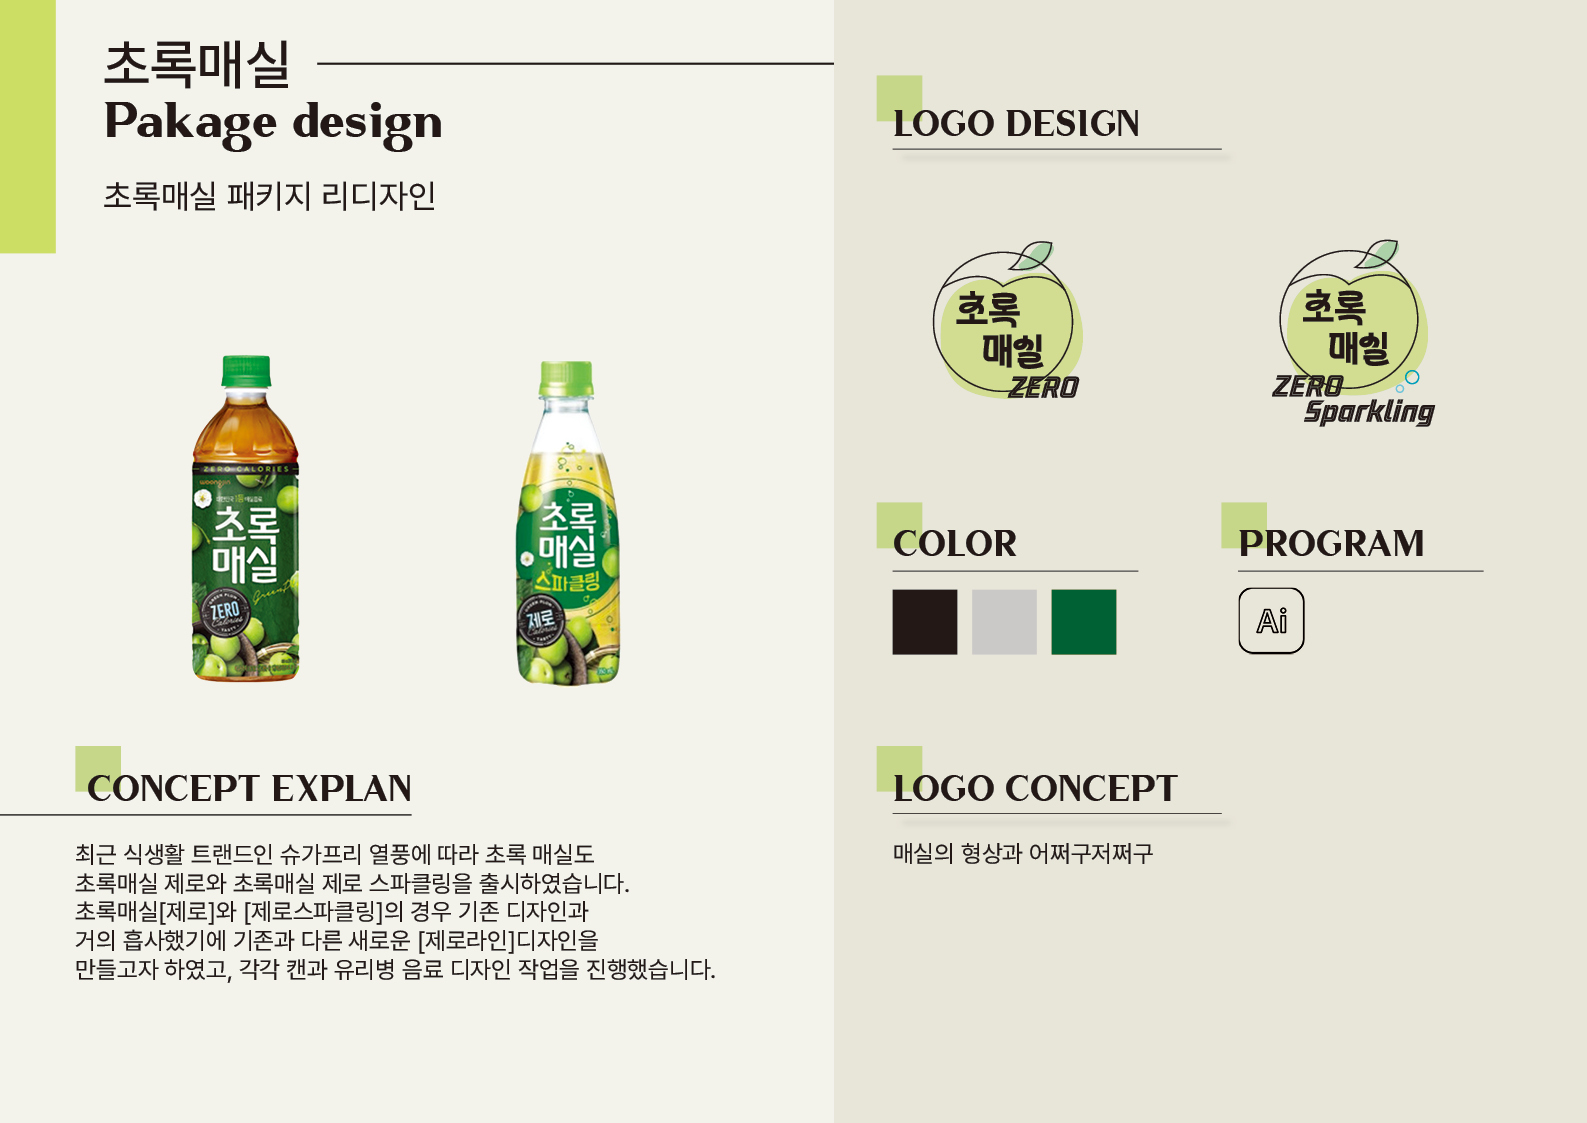 초록매실
Pakage design
초록매실 패키지 리디자인
ZERO CALORIES
woongjin
대한민국 1등 매실음료
초록
매실
GREEN PLUM
ZERO
Calories
TASTY
초록
매실
스파클링
GREEN PLUM
제로
Calories
TASTY
CONCEPT EXPLAN
최근 식생활 트랜드인 슈가프리 열풍에 따라 초록 매실도
초록매실 제로와 초록매실 제로 스파클링을 출시하였습니다.
초록매실[제로]와 [제로스파클링]의 경우 기존 디자인과
거의 흡사했기에 기존과 다른 새로운 [제로라인]디자인을
만들고자 하였고, 각각 캔과 유리병 음료 디자인 작업을 진행했습니다.
LOGO DESIGN
초록
매실
ZERO
초록
매실
ZERO
Sparkling
COLOR
PROGRAM
Ai
LOGO CONCEPT
매실의 형상과 어쩌구저쩌구